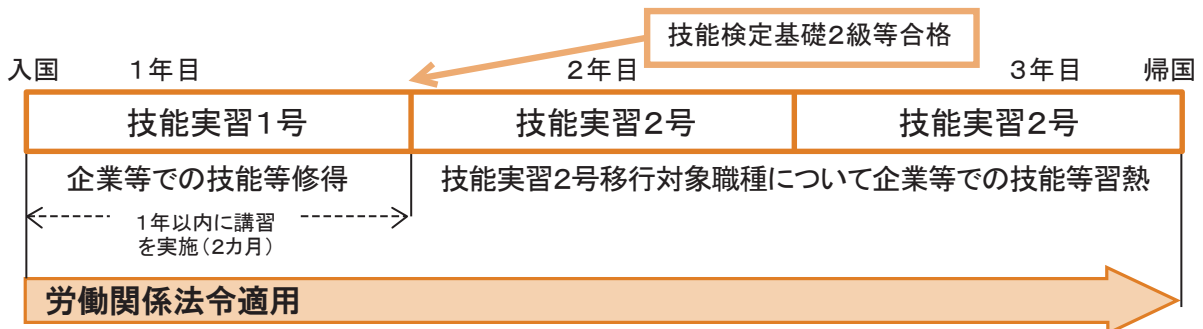 技能検定基礎2級等合格
入国 1年目 2年目 3年目 帰国
技能実習1号 技能実習2号 技能実習2号
企業等での技能等修得 技能実習2号移行対象職種について企業等での技能等習熟
1年以内に講習
を実施(2カ月)
労働関係法令適用